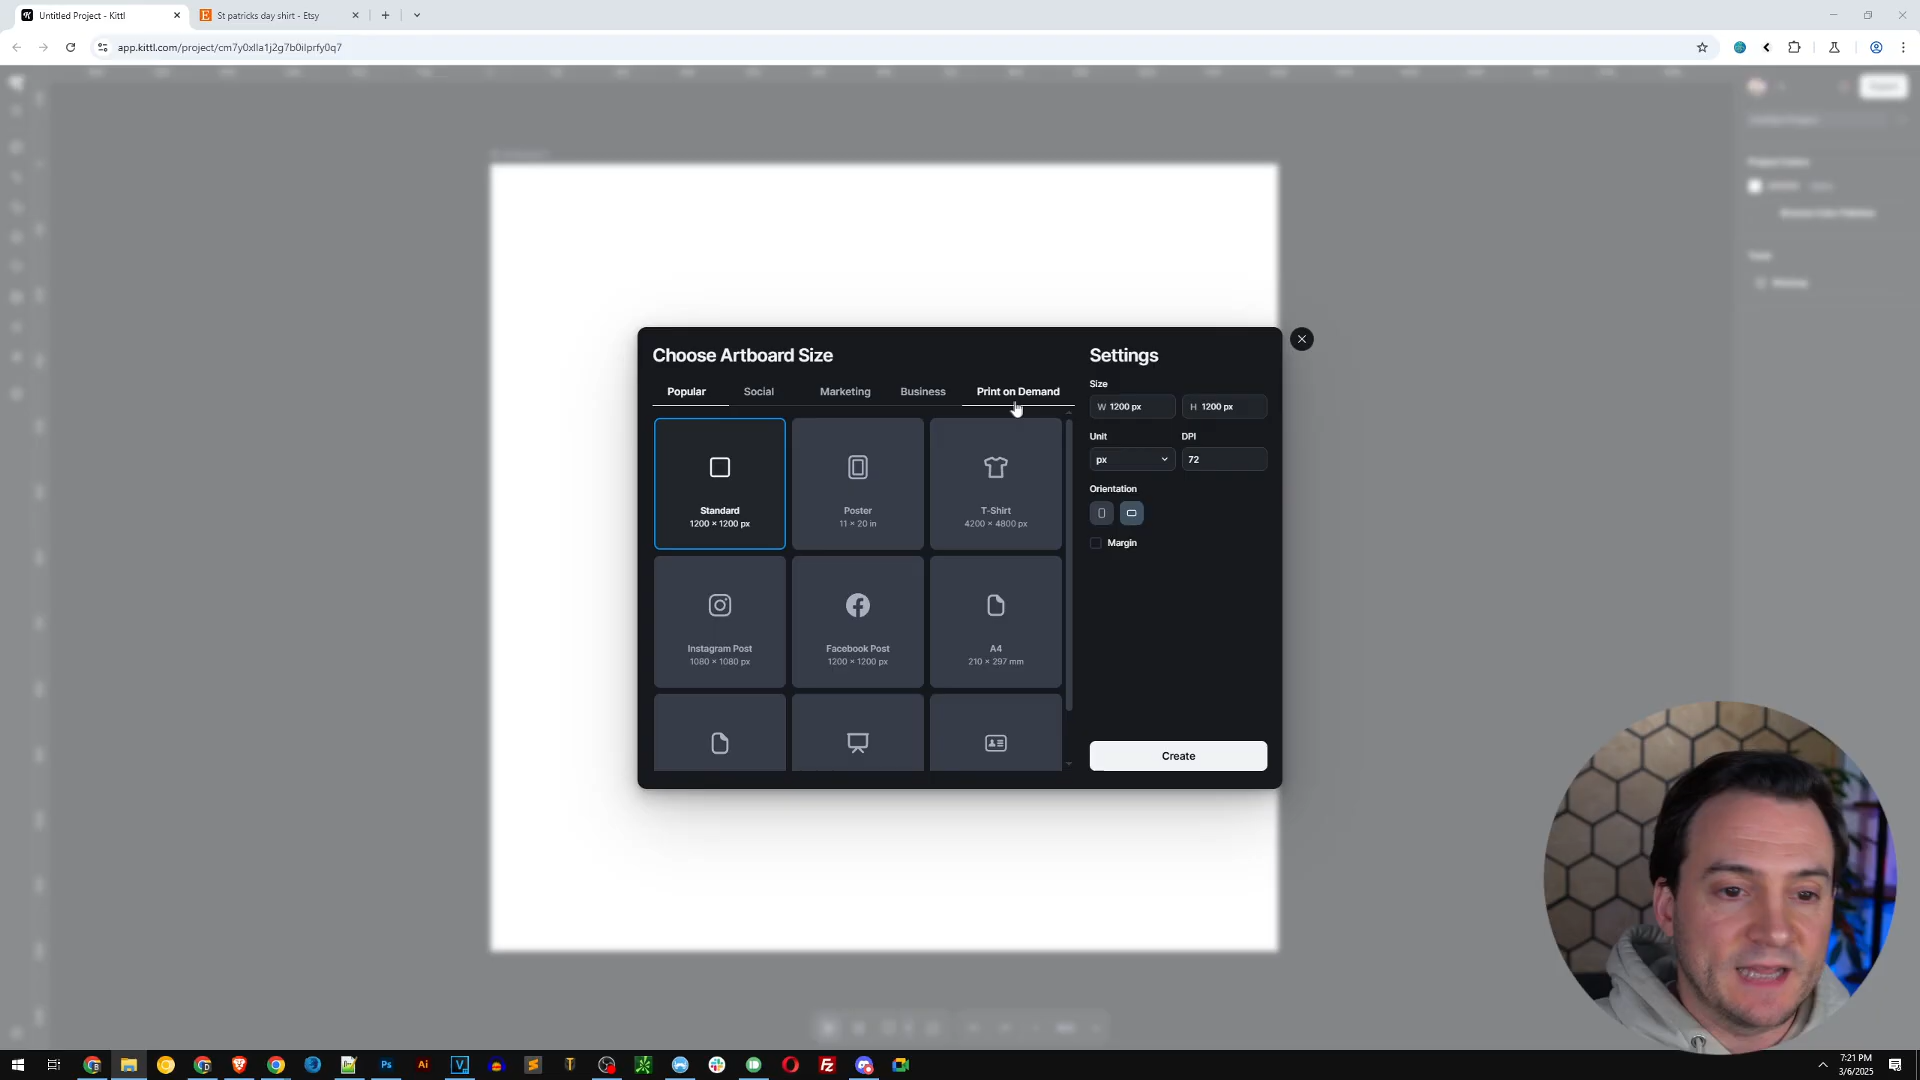 Untitled Project - Kittl
St patricks day shirt - Etsy
app.kittl.com/project/cm7y0xlla1j2g7b0ilprfy0q7
Choose Artboard Size
Popular
Social
Marketing
Business
Print on Demand
Standard
1200 × 1200 px
Poster
11 × 20 in
T-Shirt
4200 × 4800 px
Instagram Post
1080 × 1080 px
Facebook Post
1200 × 1200 px
A4
210 × 297 mm
Settings
Size
W 1200 px
H 1200 px
Unit
DPI
px
72
Orientation
Margin
Create
7:21 PM
3/6/2025